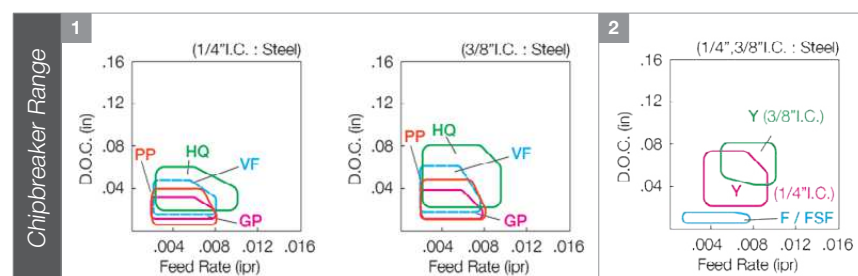 Chipbreaker Range
1
(1/4"I.C. : Steel)
.16
.12
.08
.04
D.O.C. (in)
PP
HQ
VF
GP
.004 .008 .012 .016
Feed Rate (ipr)
(3/8"I.C. : Steel)
.16
.12
.08
.04
D.O.C. (in)
PP
HQ
VF
GP
.004 .008 .012 .016
Feed Rate (ipr)
2
(1/4",3/8"I.C. : Steel)
.16
.12
.08
.04
D.O.C. (in)
Y (3/8"I.C.)
Y (1/4"I.C.)
F / FSF
.004 .008 .012 .016
Feed Rate (ipr)